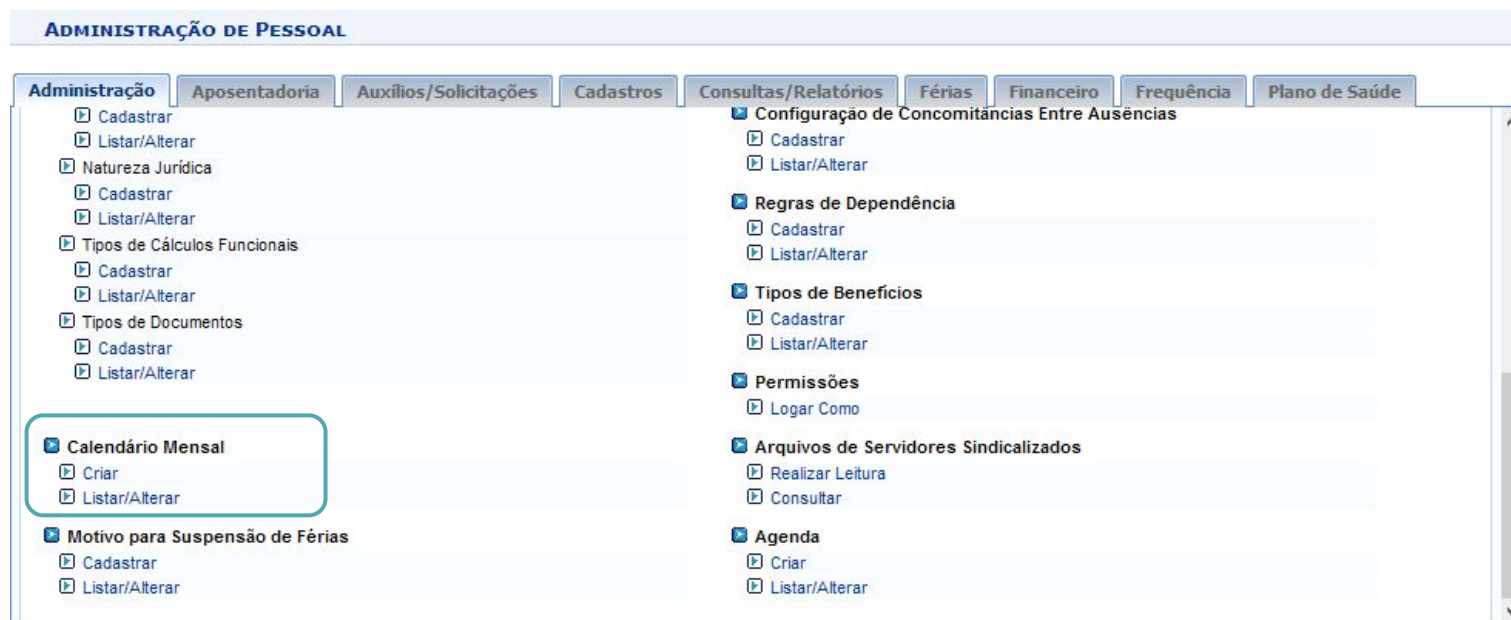 ADMINISTRAÇÃO DE PESSOAL
Administração
Aposentadoria
Auxílios/Solicitações
Cadastros
Consultas/Relatórios
Férias
Financeiro
Frequência
Plano de Saúde
Cadastrar
Listar/Alterar
Natureza Jurídica
Cadastrar
Listar/Alterar
Tipos de Cálculos Funcionais
Cadastrar
Listar/Alterar
Tipos de Documentos
Cadastrar
Listar/Alterar
Calendário Mensal
Criar
Listar/Alterar
Motivo para Suspensão de Férias
Cadastrar
Listar/Alterar
Configuração de Concomitâncias Entre Ausências
Cadastrar
Listar/Alterar
Regras de Dependência
Cadastrar
Listar/Alterar
Tipos de Benefícios
Cadastrar
Listar/Alterar
Permissões
Logar Como
Arquivos de Servidores Sindicalizados
Realizar Leitura
Consultar
Agenda
Criar
Listar/Alterar